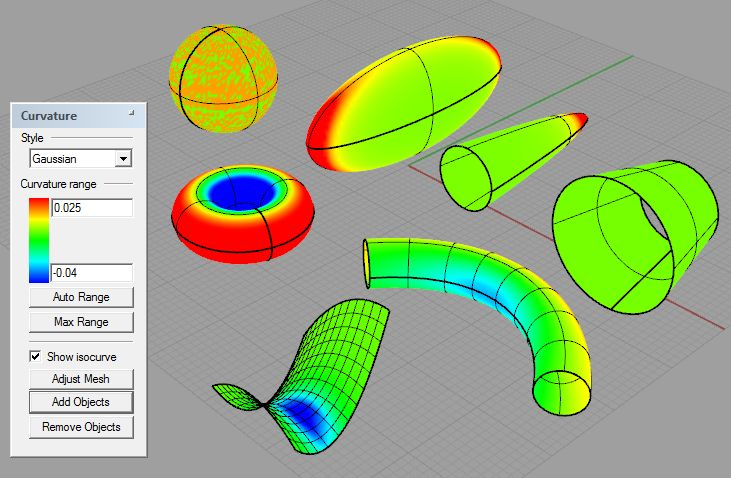 Curvature
Style
Gaussian
Curvature range
0.025
-0.04
Auto Range
Max Range
Show isocurve
Adjust Mesh
Add Objects
Remove Objects